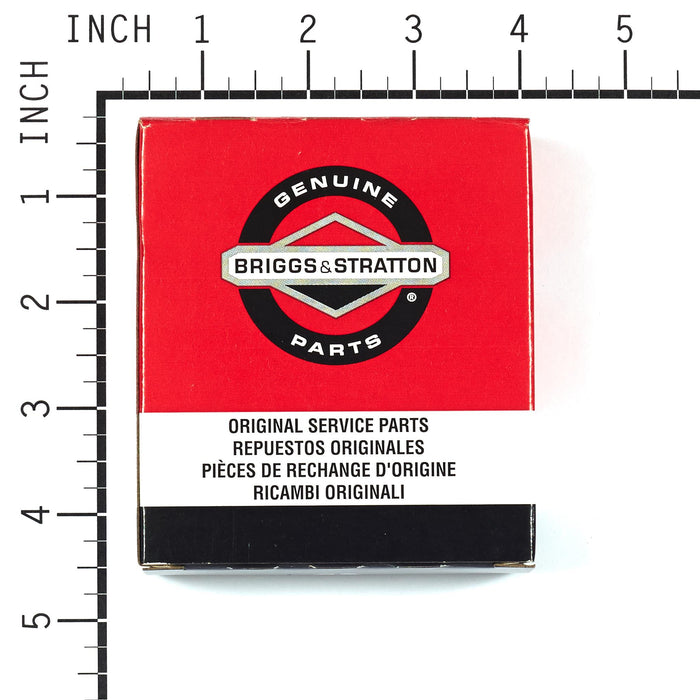 INCH 1 2 3 4 5
INCH
1
2
3
4
5
GENUINE
BRIGGS & STRATTON
®
PARTS
ORIGINAL SERVICE PARTS
REPUESTOS ORIGINALES
PIÈCES DE RECHANGE D'ORIGINE
RICAMBI ORIGINALI